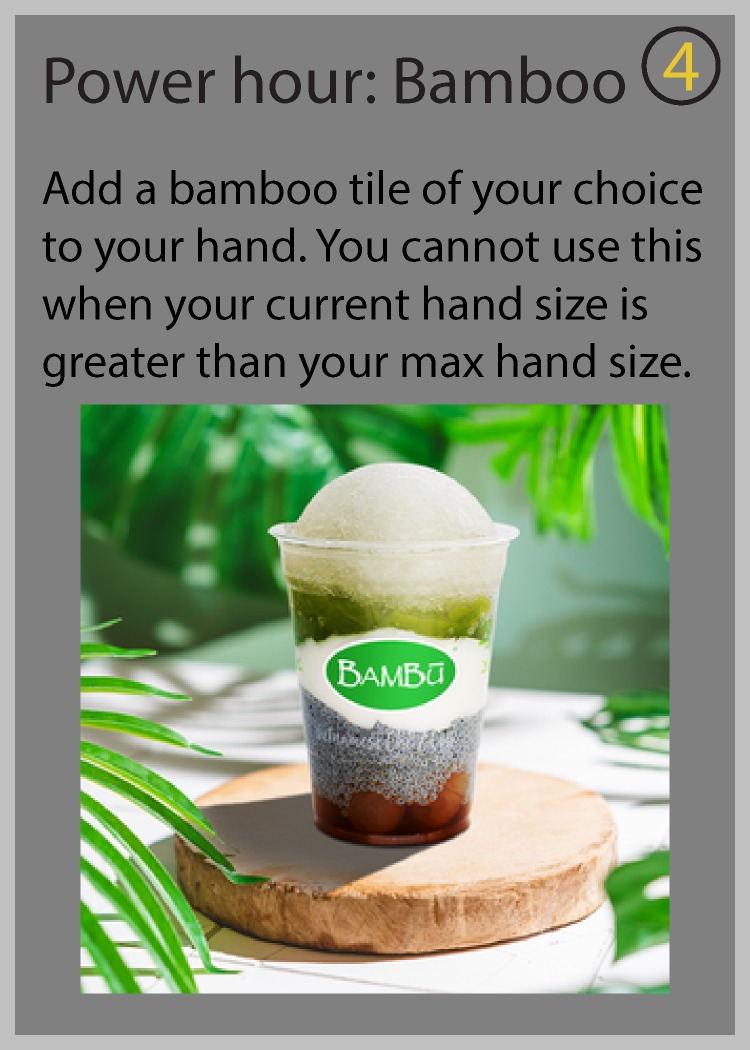 Power hour: Bamboo
4
Add a bamboo tile of your choice
to your hand. You cannot use this
when your current hand size is
greater than your max hand size.
BAMBŪ